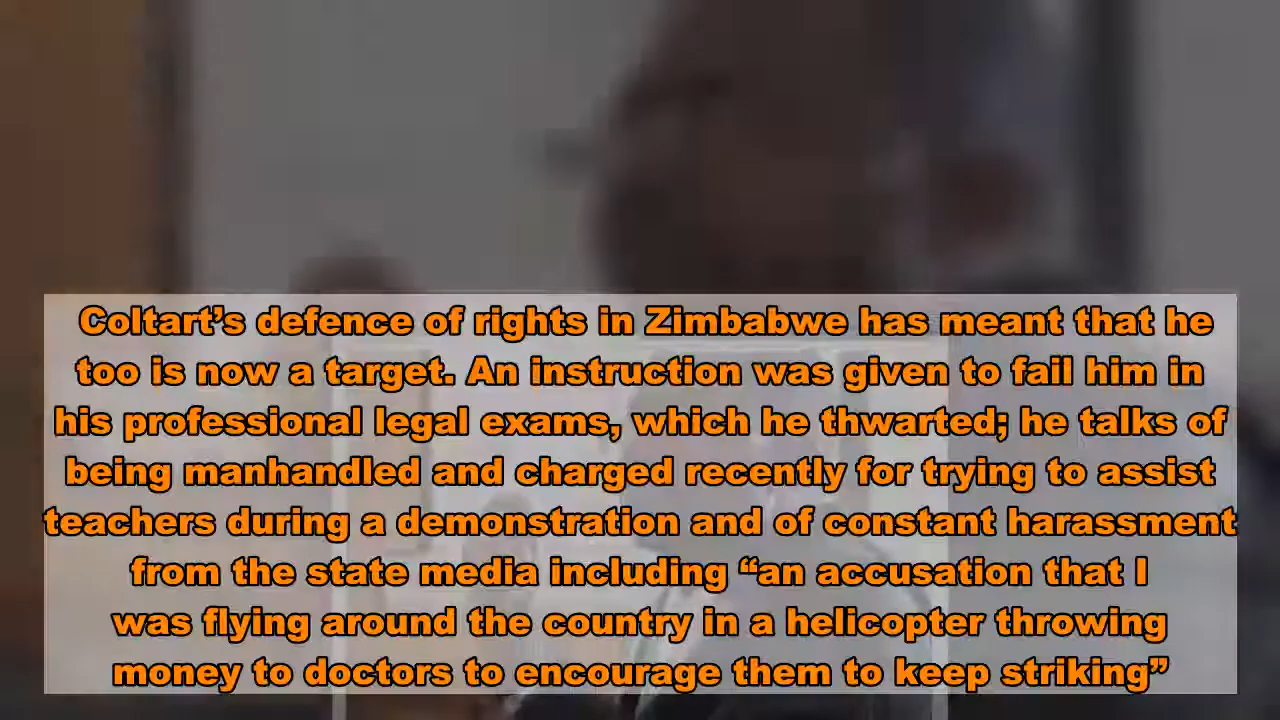 Coltart’s defence of rights in Zimbabwe has meant that he
too is now a target. An instruction was given to fail him in
his professional legal exams, which he thwarted; he talks of
being manhandled and charged recently for trying to assist
teachers during a demonstration and of constant harassment
from the state media including “an accusation that I
was flying around the country in a helicopter throwing
money to doctors to encourage them to keep striking”